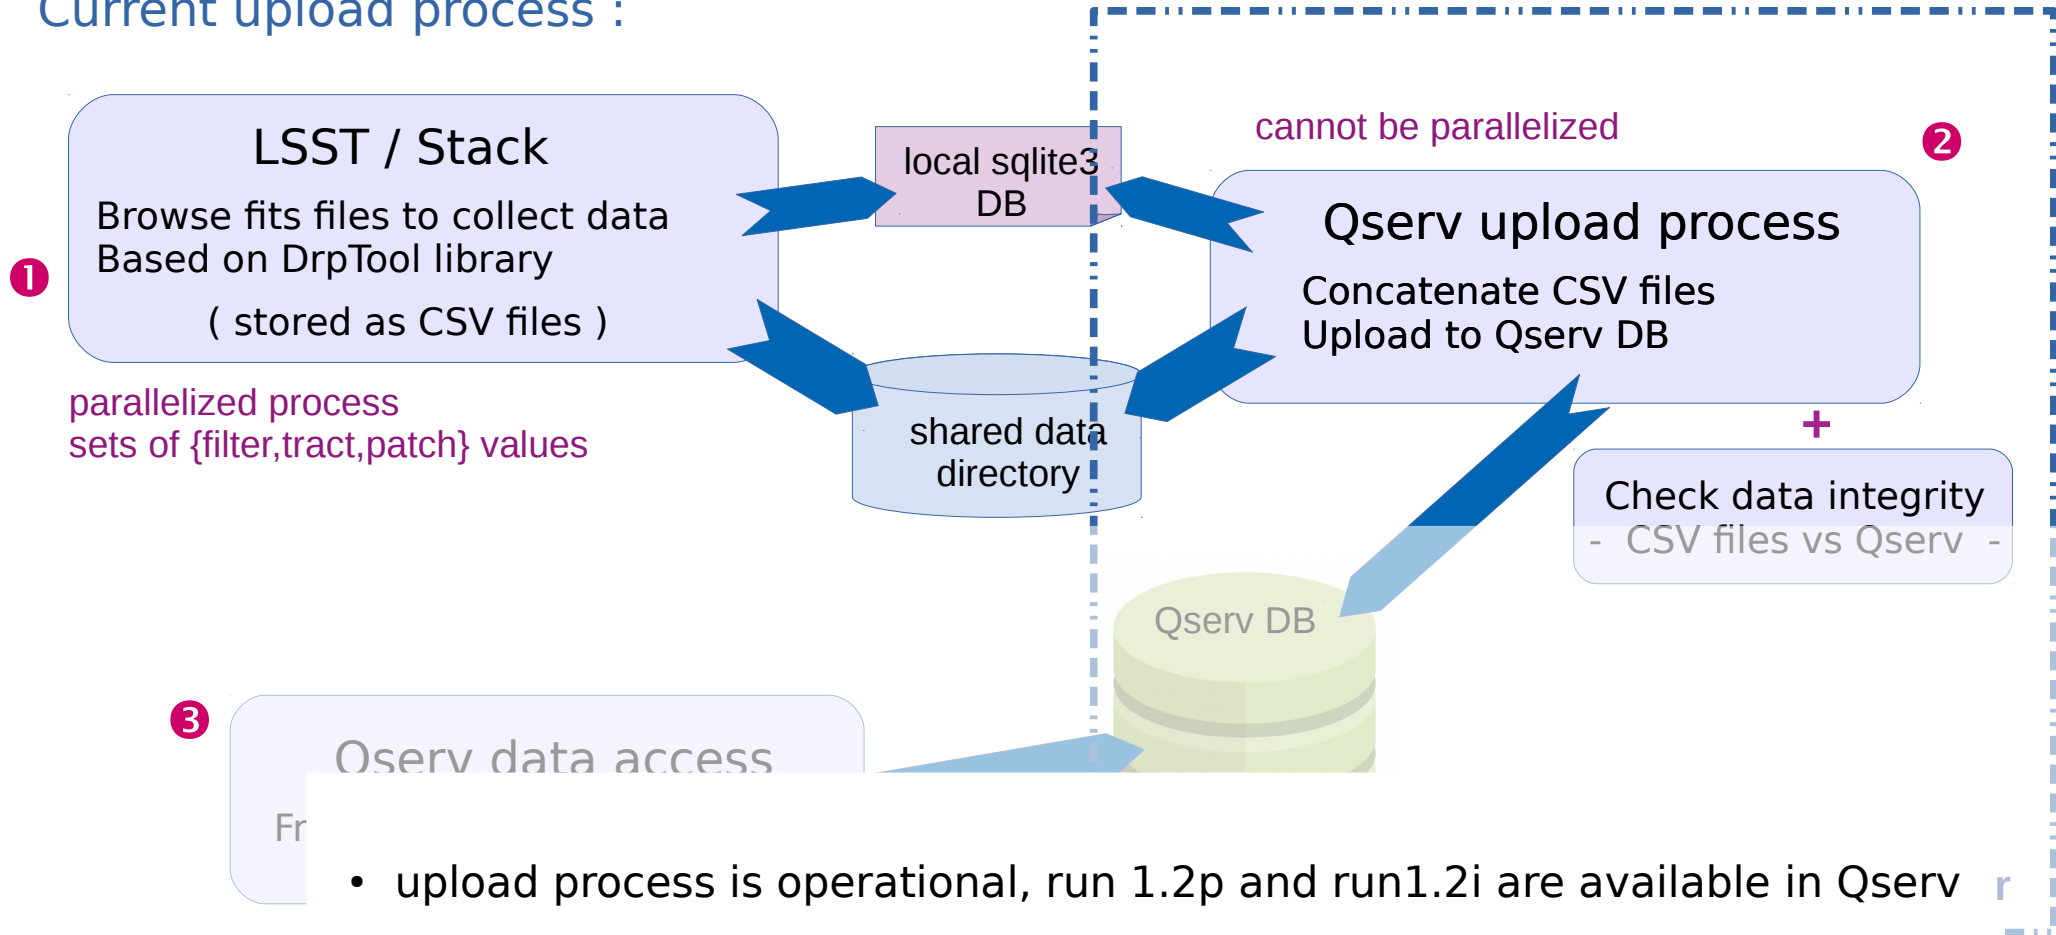 Current upload process :
LSST / Stack
Browse fits files to collect data
Based on DrpTool library
( stored as CSV files )
❶
parallelized process
sets of {filter,tract,patch} values
local sqlite3
DB
shared data
directory
cannot be parallelized
❷
Qserv upload process
Concatenate CSV files
Upload to Qserv DB
+
Check data integrity
- CSV files vs Qserv -
Qserv DB
❸
Qserv data access
• upload process is operational, run 1.2p and run1.2i are available in Qserv